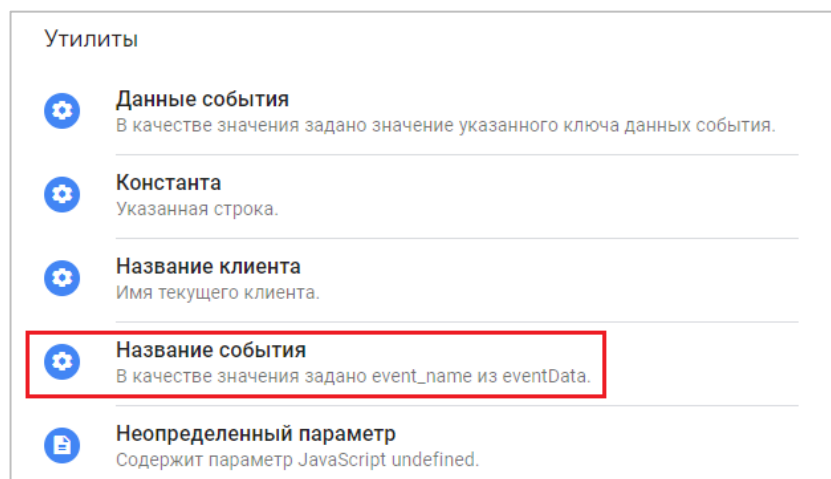 Утилиты
Данные события
В качестве значения задано значение указанного ключа данных события.
Константа
Указанная строка.
Название клиента
Имя текущего клиента.
Название события
В качестве значения задано event_name из eventData.
Неопределенный параметр
Содержит параметр JavaScript undefined.